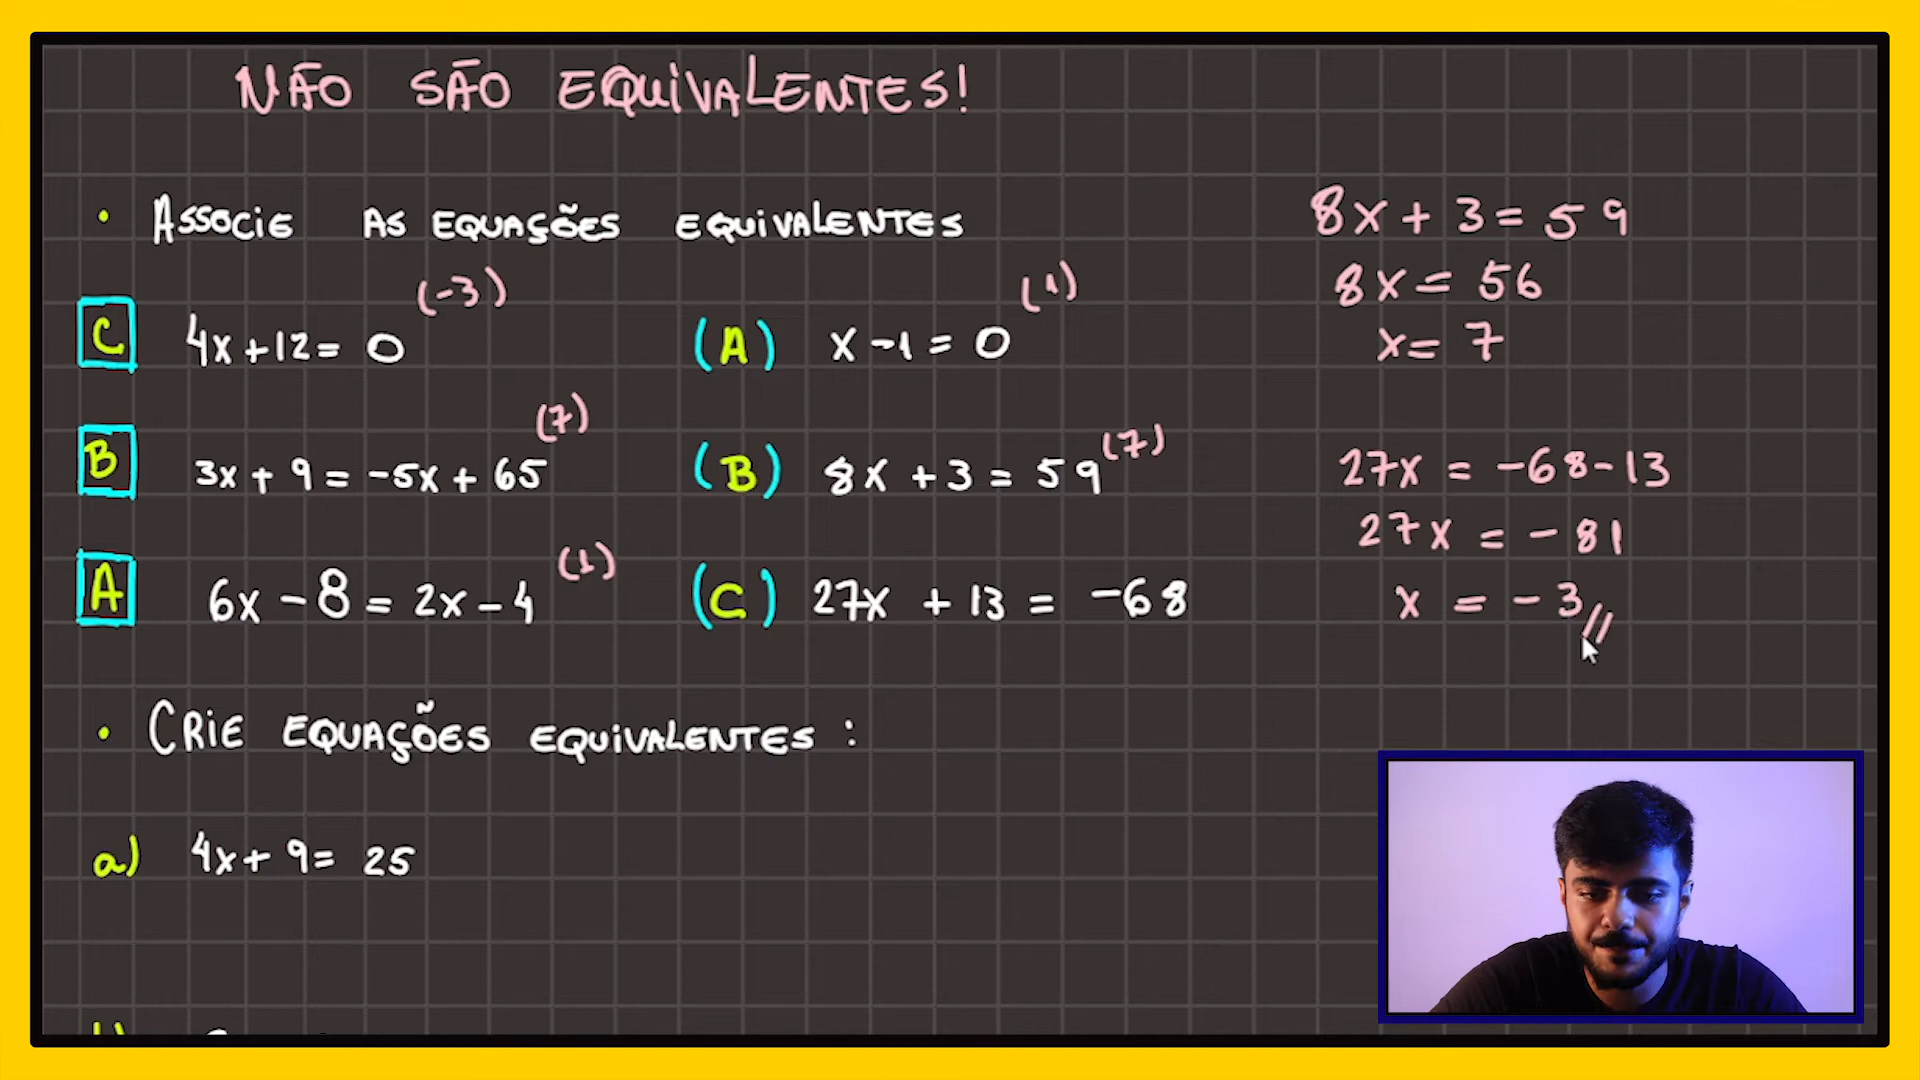 NÃO SÃO EQUIVALENTES!
• ASSOCIE AS EQUAÇÕES EQUIVALENTES
C 4x+12= 0 (-3)
(A) x-1 = 0 (1)
B 3x + 9 = -5x + 65 (7)
(B) 8x + 3 = 59 (7)
A 6x - 8 = 2x - 4 (1)
(C) 27x + 13 = -68
8x + 3 = 59
8x = 56
x = 7
27x = -68-13
27x = -81
x = -3//
• CRIE EQUAÇÕES EQUIVALENTES :
a) 4x+ 9= 25